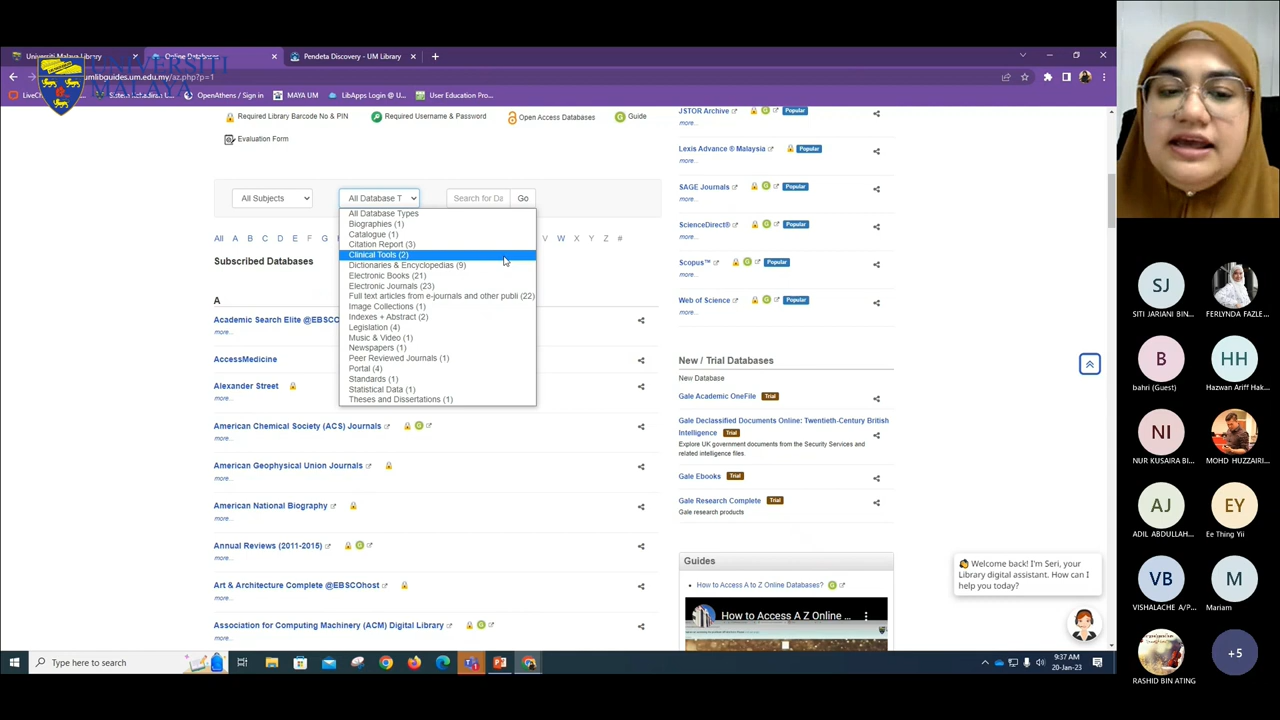 Universiti Malaya Library
Online Databases
Pendeta Discovery - UM Library
UNIVERSITI
MALAYA
umlibguides.um.edu.my/az.php?p=1
LiveCh
OpenAthens / Sign in
MAYA UM
LibApps Login @ U...
User Education Pro...
Required Library Barcode No & PIN
Required Username & Password
Open Access Databases
Guide
Evaluation Form
All Subjects
All Database T
Search for Da
Go
All Database Types
Biographies (1)
Catalogue (1)
Citation Report (3)
Clinical Tools (2)
Dictionaries & Encyclopedias (9)
Electronic Books (21)
Electronic Journals (23)
Full text articles from e-journals and other publi (22)
Image Collections (1)
Indexes + Abstract (2)
Legislation (4)
Music & Video (1)
Newspapers (1)
Peer Reviewed Journals (1)
Portal (4)
Standards (1)
Statistical Data (1)
Theses and Dissertations (1)
All A B C D E F G
V W X Y Z #
Subscribed Databases
A
Academic Search Elite @EBSCO
more...
AccessMedicine
Alexander Street
more...
American Chemical Society (ACS) Journals
more...
American Geophysical Union Journals
more...
American National Biography
more...
Annual Reviews (2011-2015)
more...
Art & Architecture Complete @EBSCOhost
more...
Association for Computing Machinery (ACM) Digital Library
more...
JSTOR Archive Popular
more...
Lexis Advance ® Malaysia Popular
more...
SAGE Journals Popular
more...
ScienceDirect® Popular
more...
Scopus™ Popular
more...
Web of Science Popular
more...
New / Trial Databases
New Database
Gale Academic OneFile Trial
Gale Declassified Documents Online: Twentieth-Century British
Intelligence Trial
Explore UK government documents from the Security Services and
related intelligence files.
Gale Ebooks Trial
Gale Research Complete Trial
Gale research products
Guides
How to Access A to Z Online Databases?
How to Access A Z Online ...
Welcome back! I'm Seri, your
Library digital assistant. How can I
help you today?
Type here to search
9:37 AM
20-Jan-23
SJ
SITI JARIANI BIN...
FERLYNDA FAZLE...
B
bahri (Guest)
HH
Hazwan Ariff Hak...
NI
NUR KUSAIRA BI...
MOHD HUZZAIRI...
AJ
ADIL ABDULLAH...
EY
Ee Thing Yii
VB
VISHALACHE A/P...
M
Mariam
RASHID BIN ATING
+5